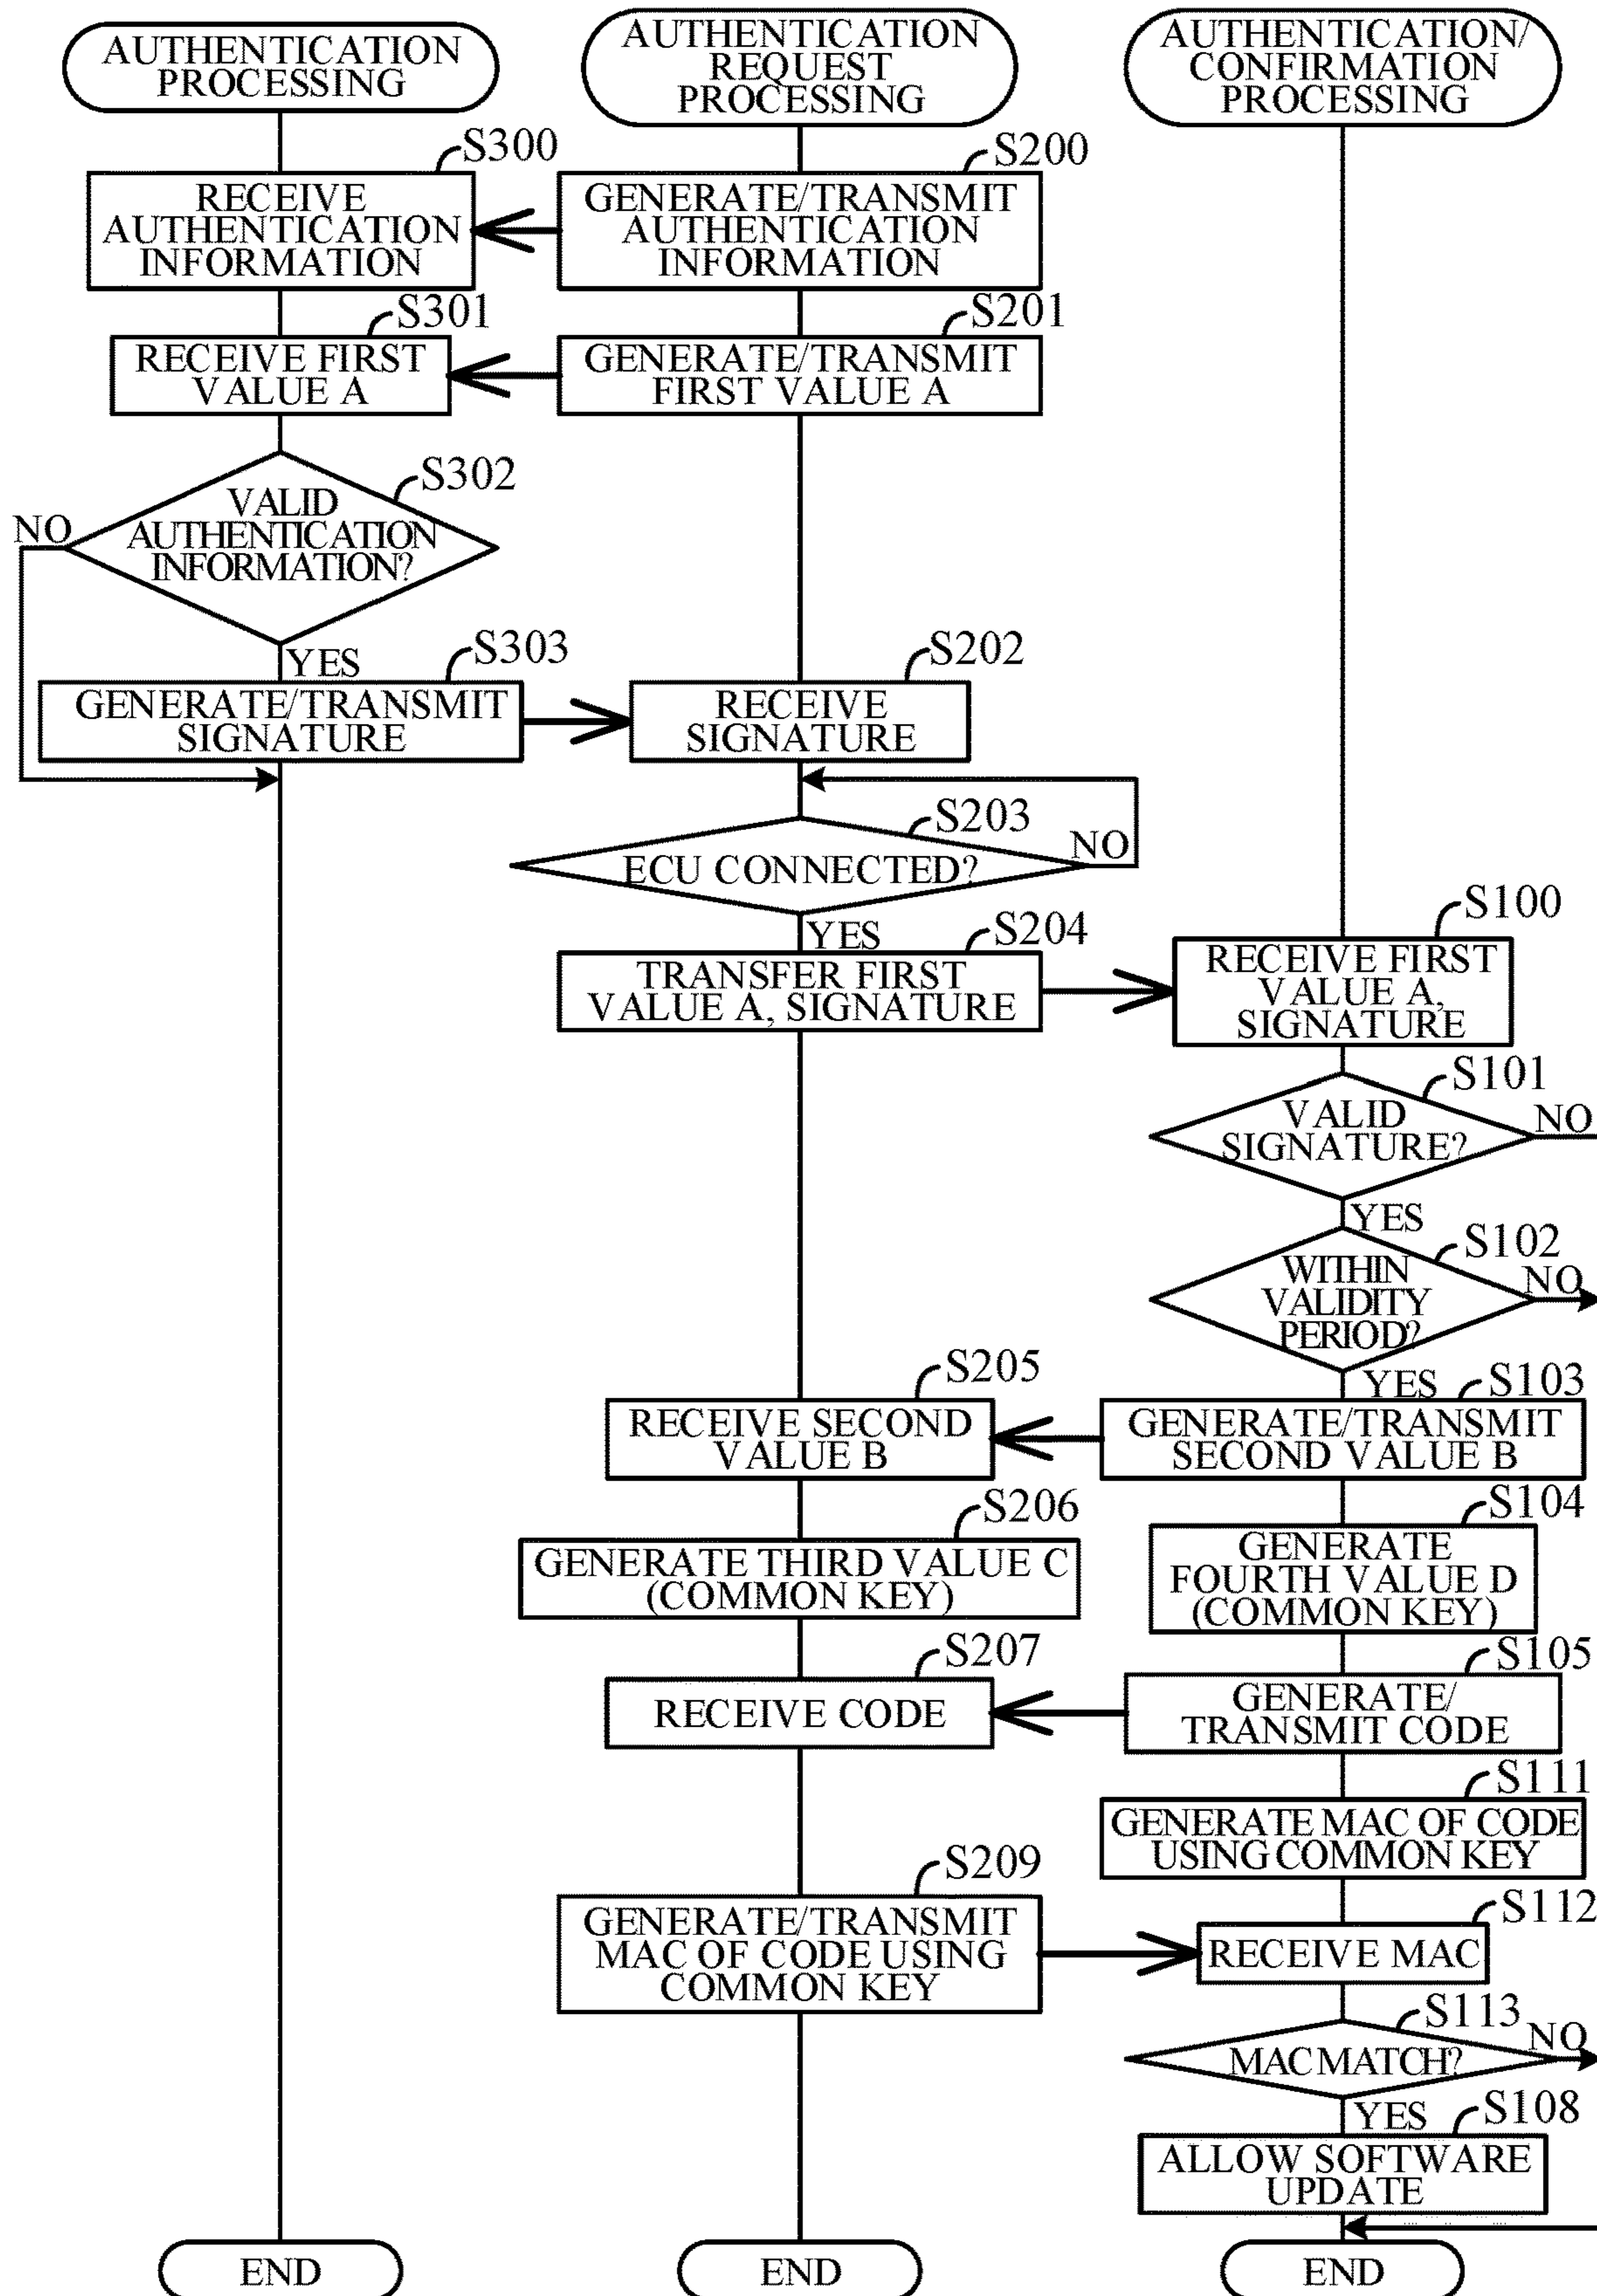 AUTHENTICATION
PROCESSING
AUTHENTICATION
REQUEST
PROCESSING
AUTHENTICATION/
CONFIRMATION
PROCESSING
S300
RECEIVE
AUTHENTICATION
INFORMATION
S200
GENERATE/TRANSMIT
AUTHENTICATION
INFORMATION
S301
RECEIVE FIRST
VALUE A
S201
GENERATE/TRANSMIT
FIRST VALUE A
S302
VALID
AUTHENTICATION
INFORMATION?
NO
YES
S303
GENERATE/TRANSMIT
SIGNATURE
S202
RECEIVE
SIGNATURE
S203
ECU CONNECTED?
NO
YES
S204
TRANSFER FIRST
VALUE A, SIGNATURE
S100
RECEIVE FIRST
VALUE A,
SIGNATURE
S101
VALID
SIGNATURE?
NO
YES
S102
WITHIN
VALIDITY
PERIOD?
NO
YES
S103
GENERATE/TRANSMIT
SECOND VALUE B
S205
RECEIVE SECOND
VALUE B
S206
GENERATE THIRD VALUE C
(COMMON KEY)
S104
GENERATE
FOURTH VALUE D
(COMMON KEY)
S207
RECEIVE CODE
S105
GENERATE/
TRANSMIT CODE
S111
GENERATE MAC OF CODE
USING COMMON KEY
S209
GENERATE/TRANSMIT
MAC OF CODE USING
COMMON KEY
S112
RECEIVE MAC
S113
MAC MATCH?
NO
YES
S108
ALLOW SOFTWARE
UPDATE
END
END
END